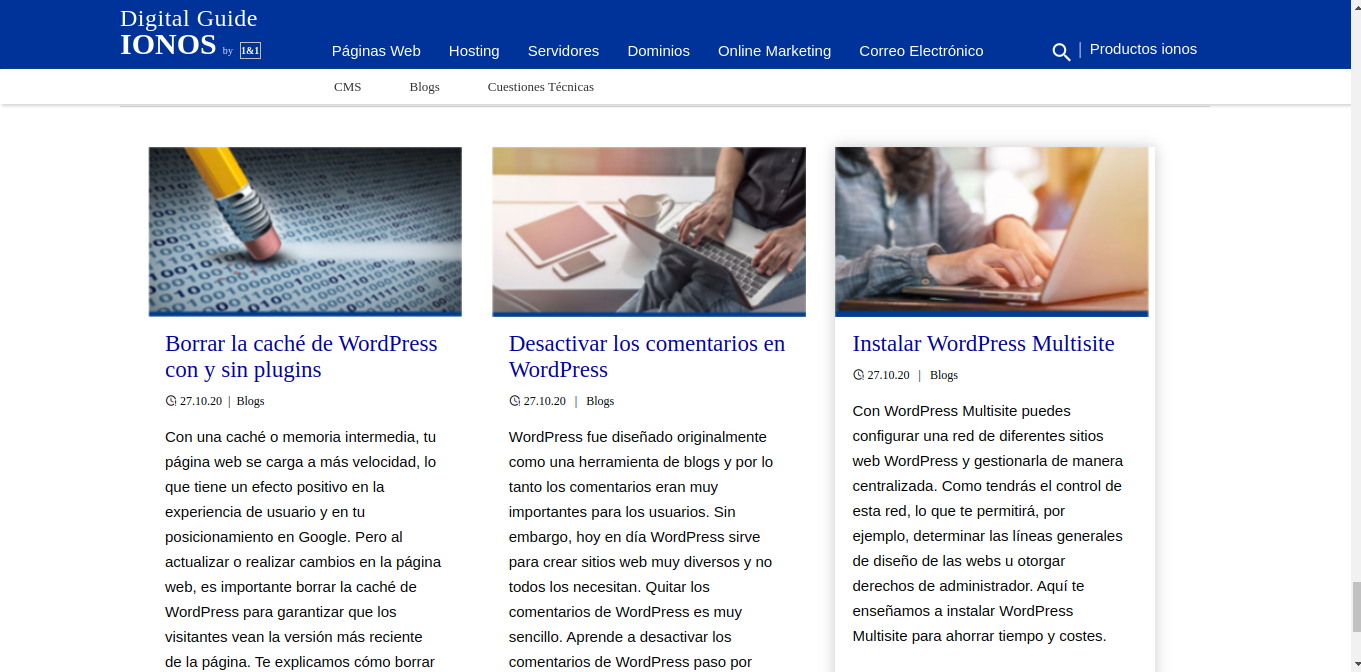 Digital Guide
IONOS by 1&1
Páginas Web Hosting Servidores Dominios Online Marketing Correo Electrónico | Productos ionos
CMS Blogs Cuestiones Técnicas
Borrar la caché de WordPress
con y sin plugins
27.10.20 | Blogs
Con una caché o memoria intermedia, tu
página web se carga a más velocidad, lo
que tiene un efecto positivo en la
experiencia de usuario y en tu
posicionamiento en Google. Pero al
actualizar o realizar cambios en la página
web, es importante borrar la caché de
WordPress para garantizar que los
visitantes vean la versión más reciente
de la página. Te explicamos cómo borrar
Desactivar los comentarios en
WordPress
27.10.20 | Blogs
WordPress fue diseñado originalmente
como una herramienta de blogs y por lo
tanto los comentarios eran muy
importantes para los usuarios. Sin
embargo, hoy en día WordPress sirve
para crear sitios web muy diversos y no
todos los necesitan. Quitar los
comentarios de WordPress es muy
sencillo. Aprende a desactivar los
comentarios de WordPress paso por
Instalar WordPress Multisite
27.10.20 | Blogs
Con WordPress Multisite puedes
configurar una red de diferentes sitios
web WordPress y gestionarla de manera
centralizada. Como tendrás el control de
esta red, lo que te permitirá, por
ejemplo, determinar las líneas generales
de diseño de las webs u otorgar
derechos de administrador. Aquí te
enseñamos a instalar WordPress
Multisite para ahorrar tiempo y costes.